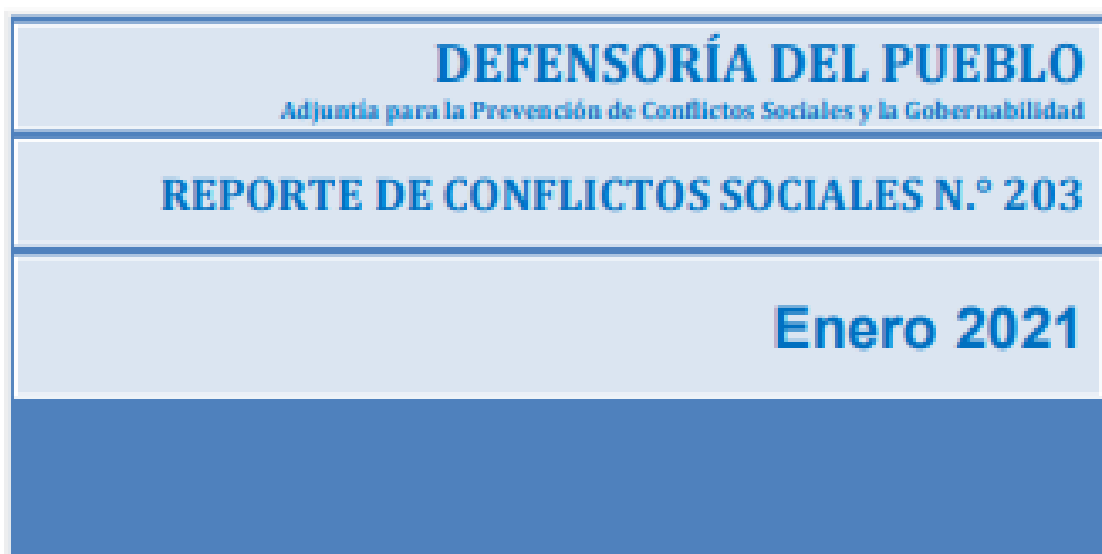 DEFENSORÍA DEL PUEBLO
Adjuntía para la Prevención de Conflictos Sociales y la Gobernabilidad
REPORTE DE CONFLICTOS SOCIALES N.° 203
Enero 2021